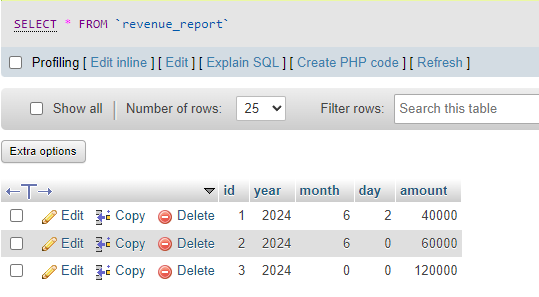 SELECT * FROM `revenue_report`
Profiling [ Edit inline ] [ Edit ] [ Explain SQL ] [ Create PHP code ] [ Refresh ]
Show all Number of rows: 25 Filter rows: Search this table
Extra options
←T→ id year month day amount
Edit Copy Delete 1 2024 6 2 40000
Edit Copy Delete 2 2024 6 0 60000
Edit Copy Delete 3 2024 0 0 120000